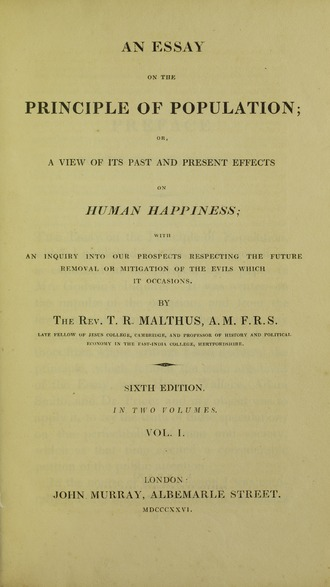 AN ESSAY
ON THE
PRINCIPLE OF POPULATION;
OR,
A VIEW OF ITS PAST AND PRESENT EFFECTS
ON
HUMAN HAPPINESS;
WITH
AN INQUIRY INTO OUR PROSPECTS RESPECTING THE FUTURE
REMOVAL OR MITIGATION OF THE EVILS WHICH
IT OCCASIONS.
BY
THE REV. T. R. MALTHUS, A.M. F.R.S.
LATE FELLOW OF JESUS COLLEGE, CAMBRIDGE, AND PROFESSOR OF HISTORY AND POLITICAL
ECONOMY IN THE EAST-INDIA COLLEGE, HERTFORDSHIRE.
SIXTH EDITION.
IN TWO VOLUMES.
VOL. I.
LONDON:
JOHN MURRAY, ALBEMARLE STREET.
MDCCCXXVI.